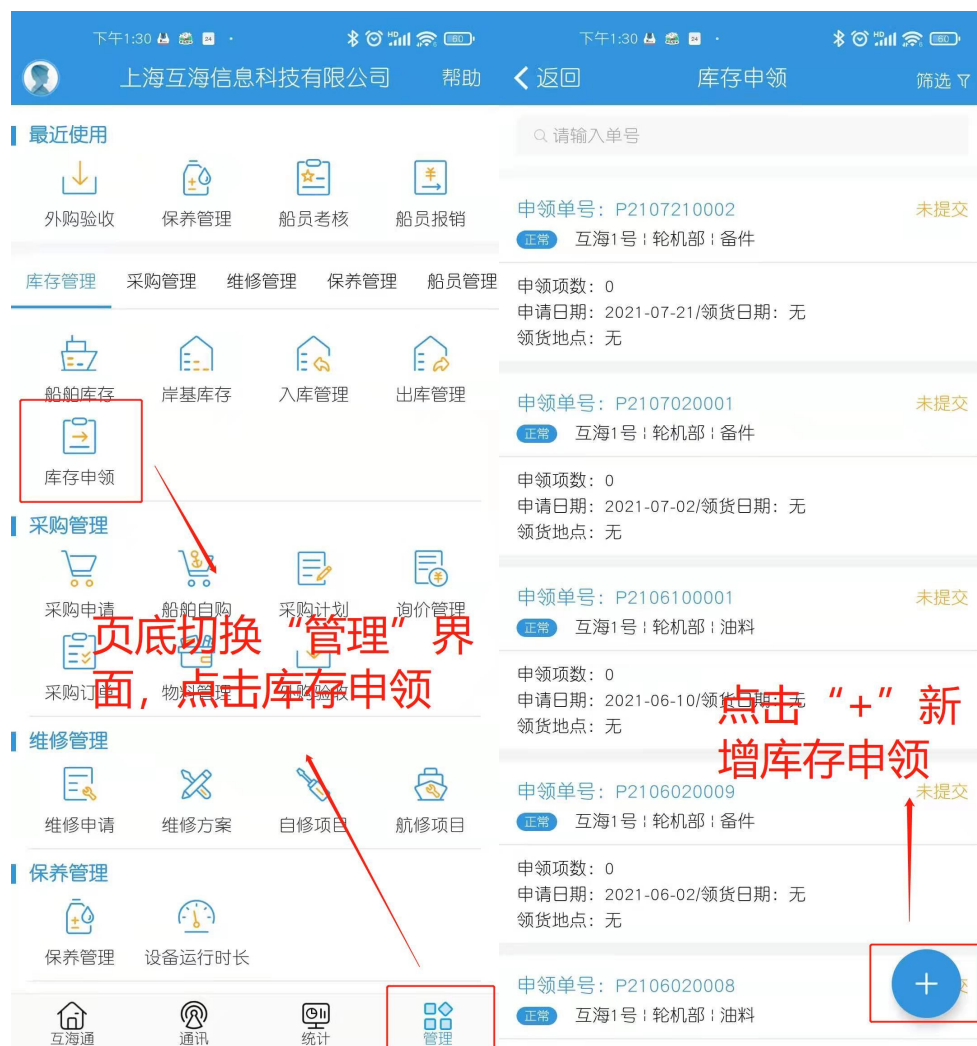 下午1:30
上海互海信息科技有限公司 帮助
最近使用
外购验收 保养管理 船员考核 船员报销
库存管理 采购管理 维修管理 保养管理 船员管理
船舶库存 岸基库存 入库管理 出库管理
库存申领
采购管理
采购申请 船舶自购 采购计划 询价管理
页底切换“管理”界
面，点击库存申领
采购订单 物料管理 外购验收
维修管理
维修申请 维修方案 自修项目 航修项目
保养管理
保养管理 设备运行时长
互海通 通讯 统计 管理
下午1:30
返回 库存申领 筛选
请输入单号
申领单号：P2107210002 未提交
正常 互海1号¦轮机部¦备件
申领项数：0
申请日期：2021-07-21/领货日期：无
领货地点：无
申领单号：P2107020001 未提交
正常 互海1号¦轮机部¦备件
申领项数：0
申请日期：2021-07-02/领货日期：无
领货地点：无
申领单号：P2106100001 未提交
正常 互海1号¦轮机部¦油料
申领项数：0
申请日期：2021-06-10/领货日期：无
领货地点：无
点击“+”新
增库存申领
申领单号：P2106020009 未提交
正常 互海1号¦轮机部¦备件
申领项数：0
申请日期：2021-06-02/领货日期：无
领货地点：无
申领单号：P2106020008
正常 互海1号¦轮机部¦油料